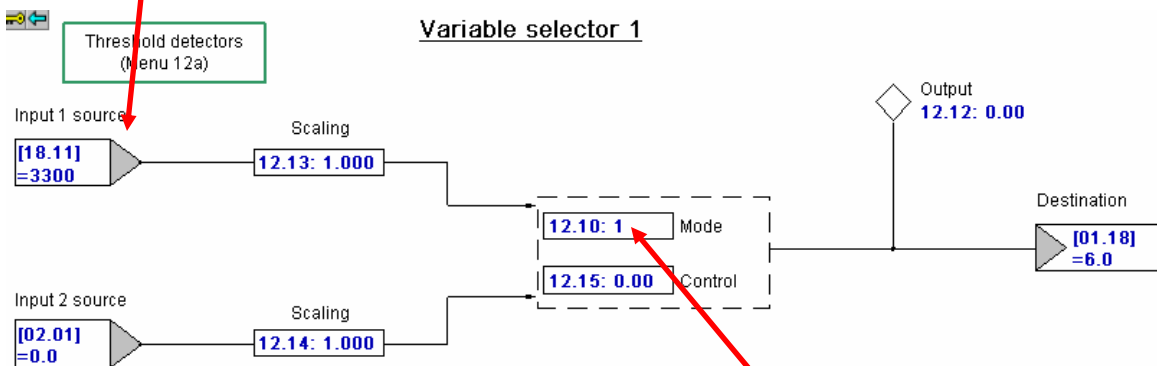 Variable selector 1
Threshold detectors
(Menu 12a)
Input 1 source
[18.11]
=3300
Scaling
12.13: 1.000
Output
12.12: 0.00
12.10: 1
Mode
12.15: 0.00
Control
Destination
[01.18]
=6.0
Input 2 source
[02.01]
=0.0
Scaling
12.14: 1.000